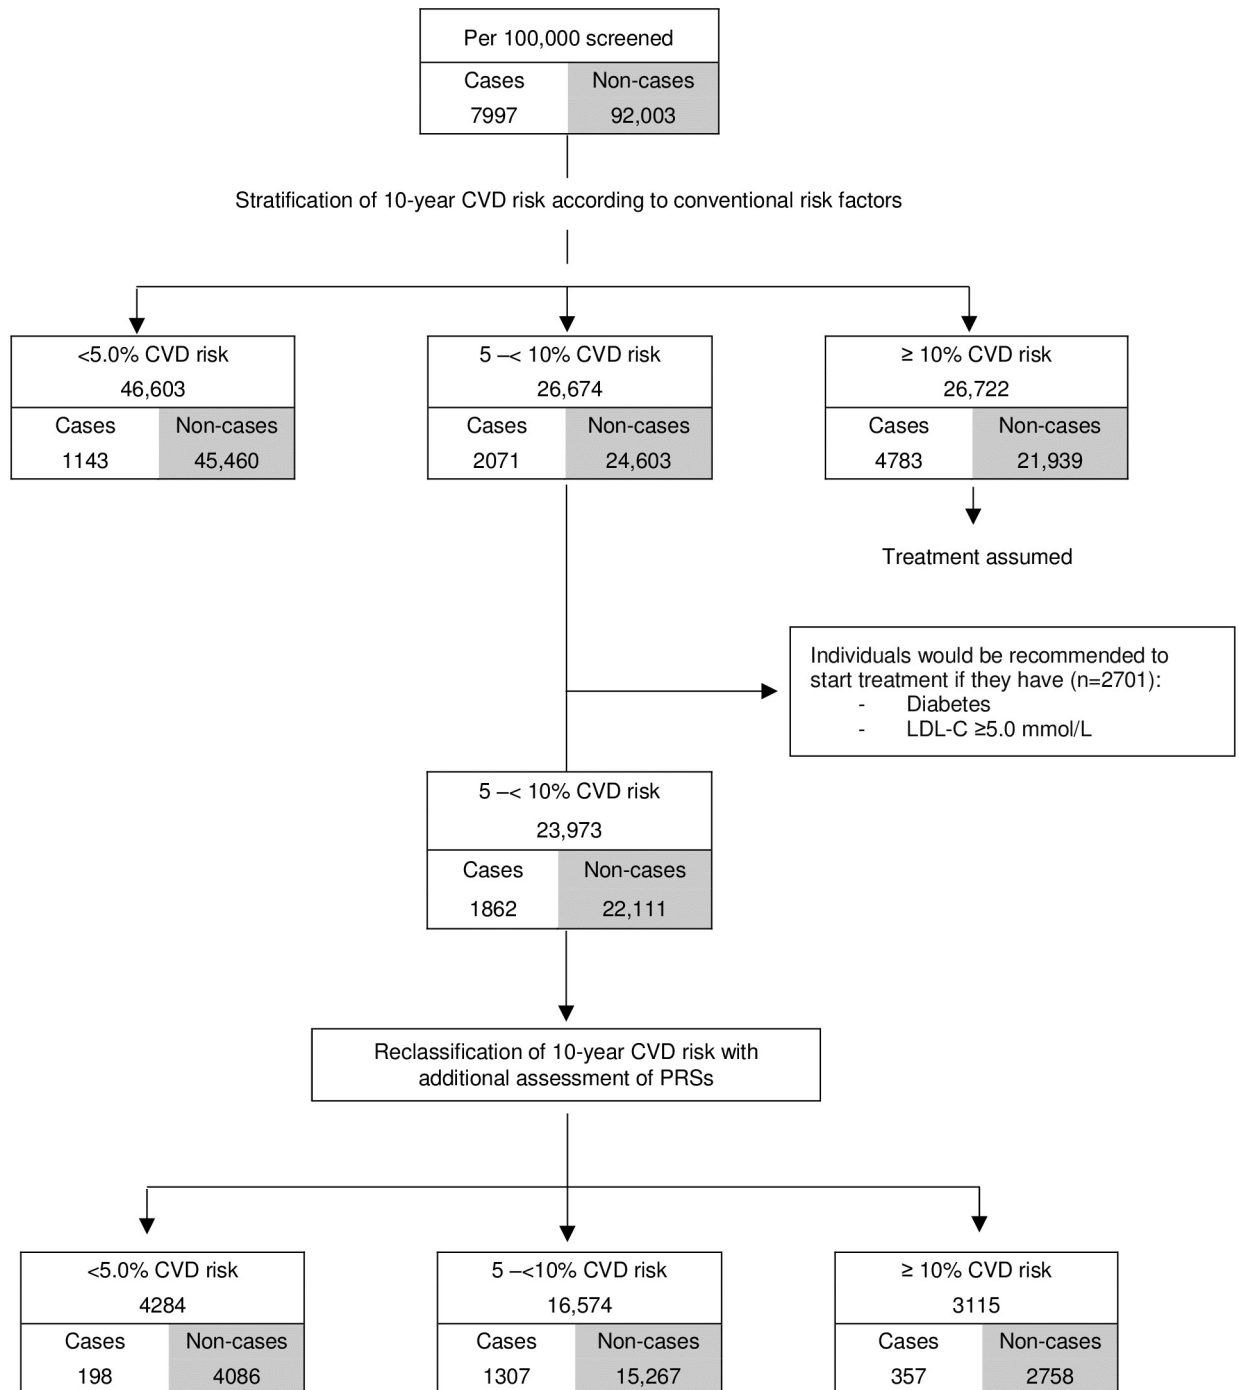 Per 100,000 screened
Cases Non-cases
7997 92,003
Stratification of 10-year CVD risk according to conventional risk factors
<5.0% CVD risk
46,603
Cases Non-cases
1143 45,460
5 –< 10% CVD risk
26,674
Cases Non-cases
2071 24,603
≥ 10% CVD risk
26,722
Cases Non-cases
4783 21,939
Treatment assumed
Individuals would be recommended to
start treatment if they have (n=2701):
- Diabetes
- LDL-C ≥5.0 mmol/L
5 –< 10% CVD risk
23,973
Cases Non-cases
1862 22,111
Reclassification of 10-year CVD risk with
additional assessment of PRSs
<5.0% CVD risk
4284
Cases Non-cases
198 4086
5 –<10% CVD risk
16,574
Cases Non-cases
1307 15,267
≥ 10% CVD risk
3115
Cases Non-cases
357 2758